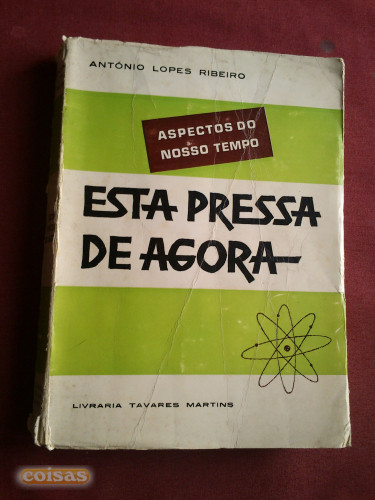 ANTÓNIO LOPES RIBEIRO
ASPECTOS DO
NOSSO TEMPO
ESTA PRESSA
DE AGORA
LIVRARIA TAVARES MARTINS
coisas